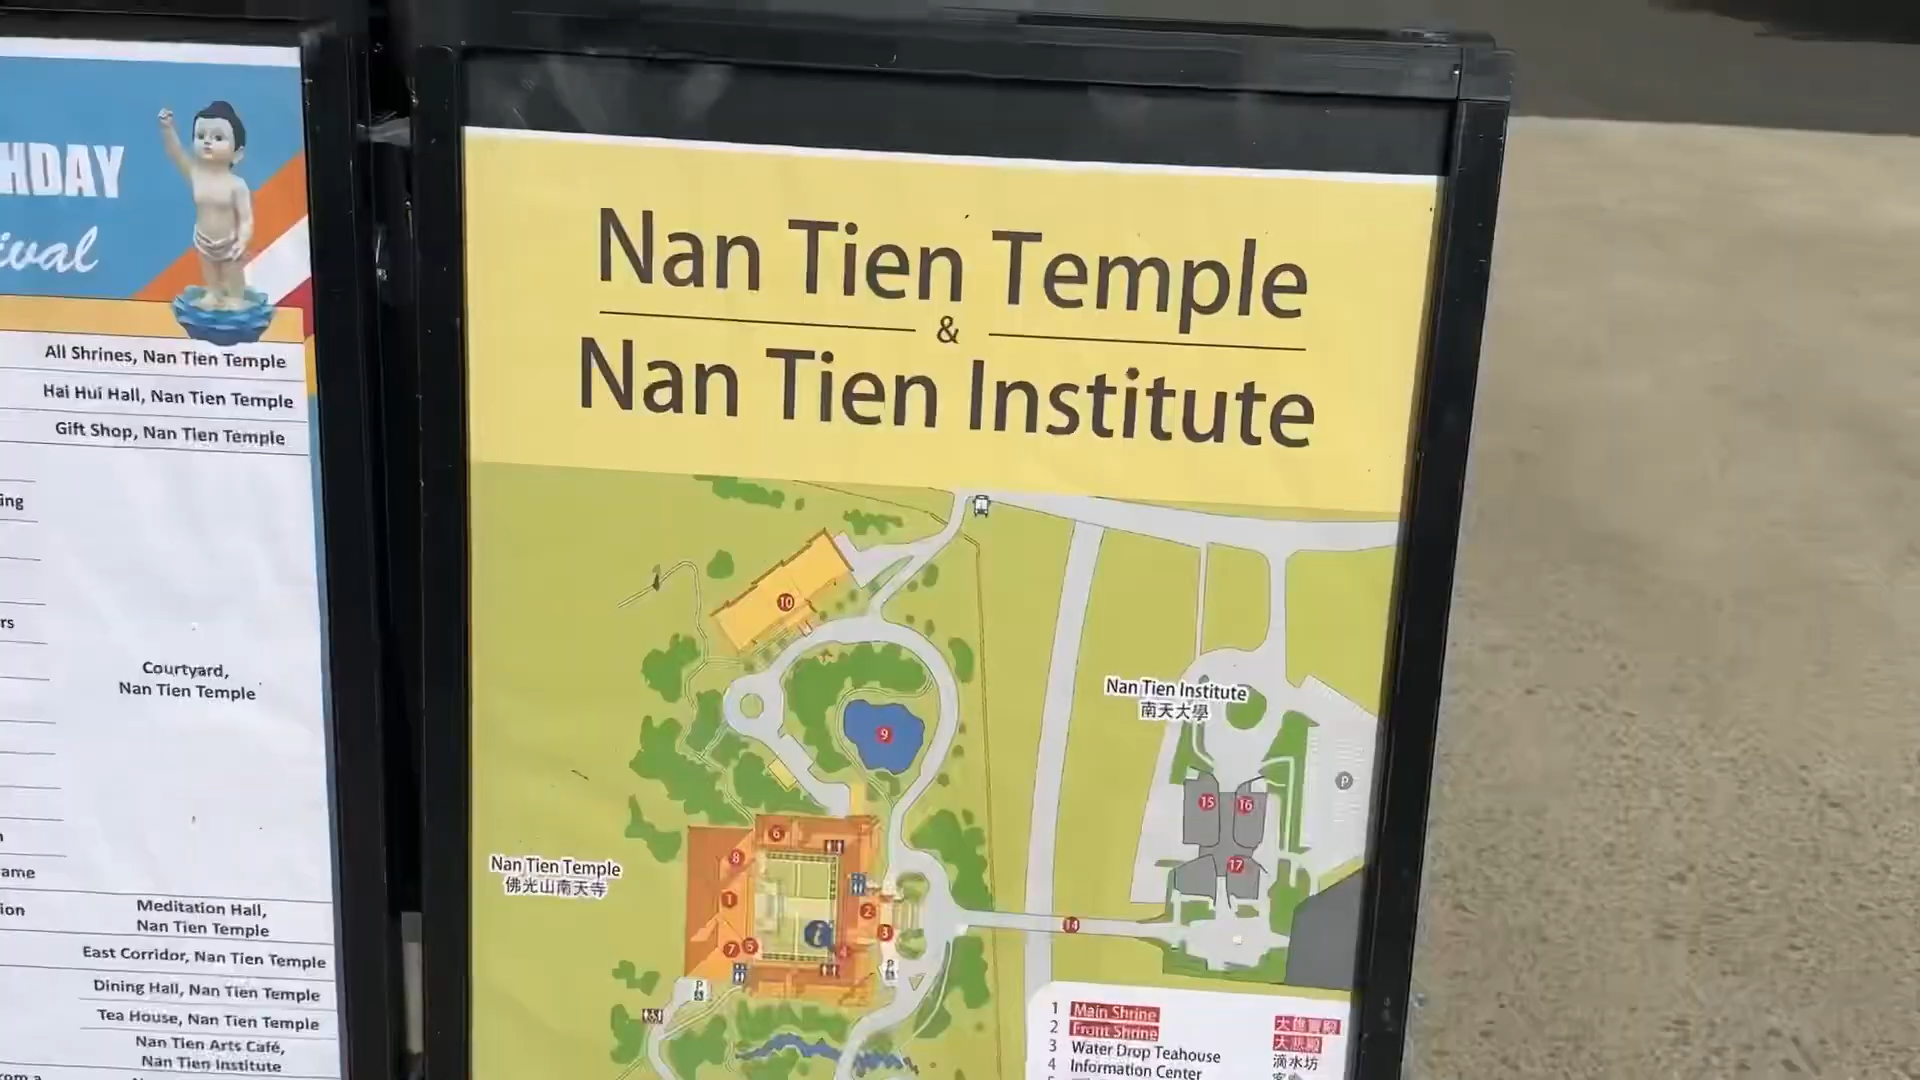 HDAY
ival
All Shrines, Nan Tien Temple
Hai Hui Hall, Nan Tien Temple
Gift Shop, Nan Tien Temple
ing
rs
Courtyard,
Nan Tien Temple
ame
ion
Meditation Hall,
Nan Tien Temple
East Corridor, Nan Tien Temple
Dining Hall, Nan Tien Temple
Tea House, Nan Tien Temple
Nan Tien Arts Café,
Nan Tien Institute
Nan Tien Temple
&
Nan Tien Institute
10
9
Nan Tien Institute
南天大學
P
15 16
17
Nan Tien Temple
佛光山南天寺
6
8
1
2
3
7 5
4
i
14
P
P
1 Main Shrine 大雄寶殿
2 Front Shrine 大悲殿
3 Water Drop Teahouse 滴水坊
4 Information Center